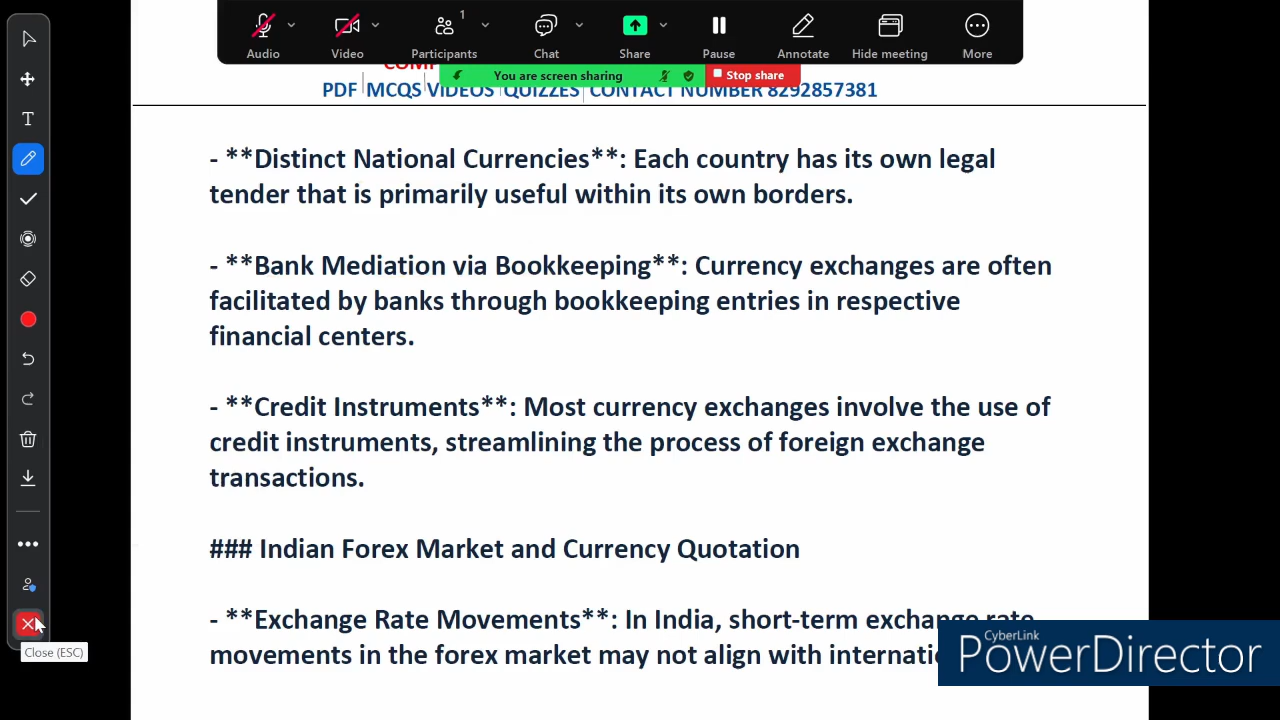 1
Audio
Video
Participants
Chat
Share
Pause
Annotate
Hide meeting
More
You are screen sharing
Stop share
PDF MCQS VIDEOS QUIZZES CONTACT NUMBER 8292857381
- **Distinct National Currencies**: Each country has its own legal
tender that is primarily useful within its own borders.
- **Bank Mediation via Bookkeeping**: Currency exchanges are often
facilitated by banks through bookkeeping entries in respective
financial centers.
- **Credit Instruments**: Most currency exchanges involve the use of
credit instruments, streamlining the process of foreign exchange
transactions.
### Indian Forex Market and Currency Quotation
- **Exchange Rate Movements**: In India, short-term exchange rate
movements in the forex market may not align with
T
Close (ESC)
CyberLink
PowerDirector